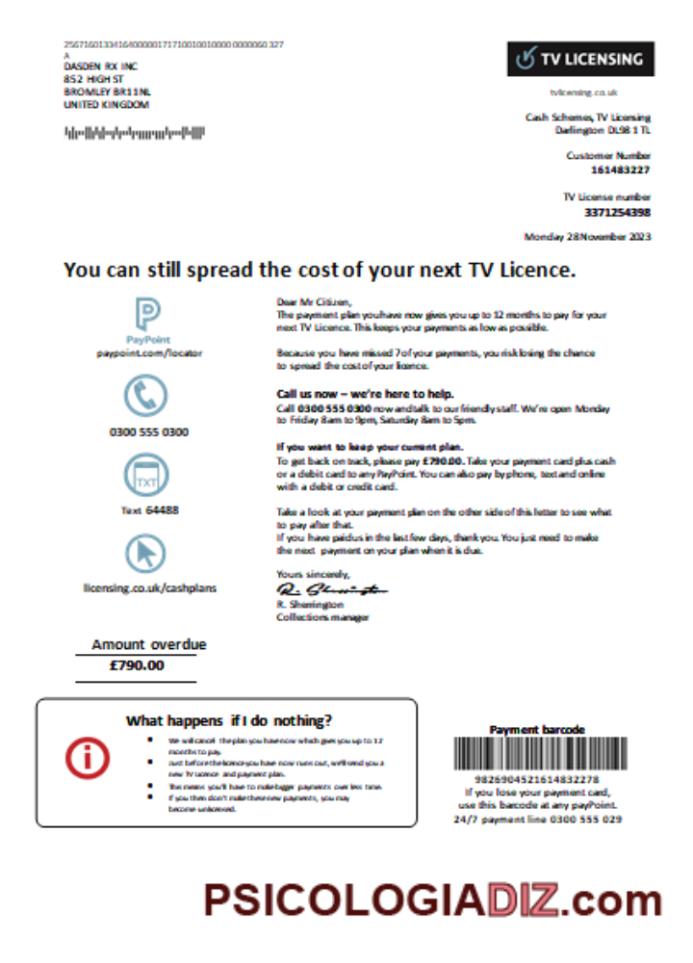 25671601334164000001717100100100000 0000060 327
A
DASDEN RX INC
852 HIGH ST
BROMLEY BR11NL
UNITED KINGDOM
TV LICENSING
tvlicensing.co.uk
Cash Schemes, TV Licensing
Darlington DL98 1 TL
Customer Number
161483227
TV License number
3371254398
Monday 28November 2023
You can still spread the cost of your next TV Licence.
PayPoint
paypoint.com/locator
0300 555 0300
TXT
Text 64488
licensing.co.uk/cashplans
Dear Mr Citizen,
The payment plan you have now gives you up to 12 months to pay for your
next TV Licence. This keeps your payments as low as possible.
Because you have missed 7 of your payments, you risk losing the chance
to spread the cost of your licence.
Call us now – we're here to help.
Call 0300 555 0300 now and talk to our friendly staff. We're open Monday
to Friday 8am to 9pm, Saturday 8am to 5pm.
If you want to keep your current plan.
To get back on track, please pay £790.00. Take your payment card plus cash
or a debit card to any PayPoint. You can also pay by phone, text and online
with a debit or credit card.
Take a look at your payment plan on the other side of this letter to see what
to pay after that.
If you have paid us in the last few days, thank you. You just need to make
the next payment on your plan when it is due.
Yours sincerely,
R. Sherrington
Collections manager
Amount overdue
£790.00
What happens if I do nothing?
We will cancel the plan you have now which gives you up to 12
months to pay.
Just before the licence you have now runs out, we'll send you a
new TV Licence and payment plan.
This means you'll have to make bigger payments over less time.
If you then don't make these new payments, you may
become unlicensed.
Payment barcode
9826904521614832278
If you lose your payment card,
use this barcode at any payPoint.
24/7 payment line 0300 555 029
PSICOLOGIADIZ.com